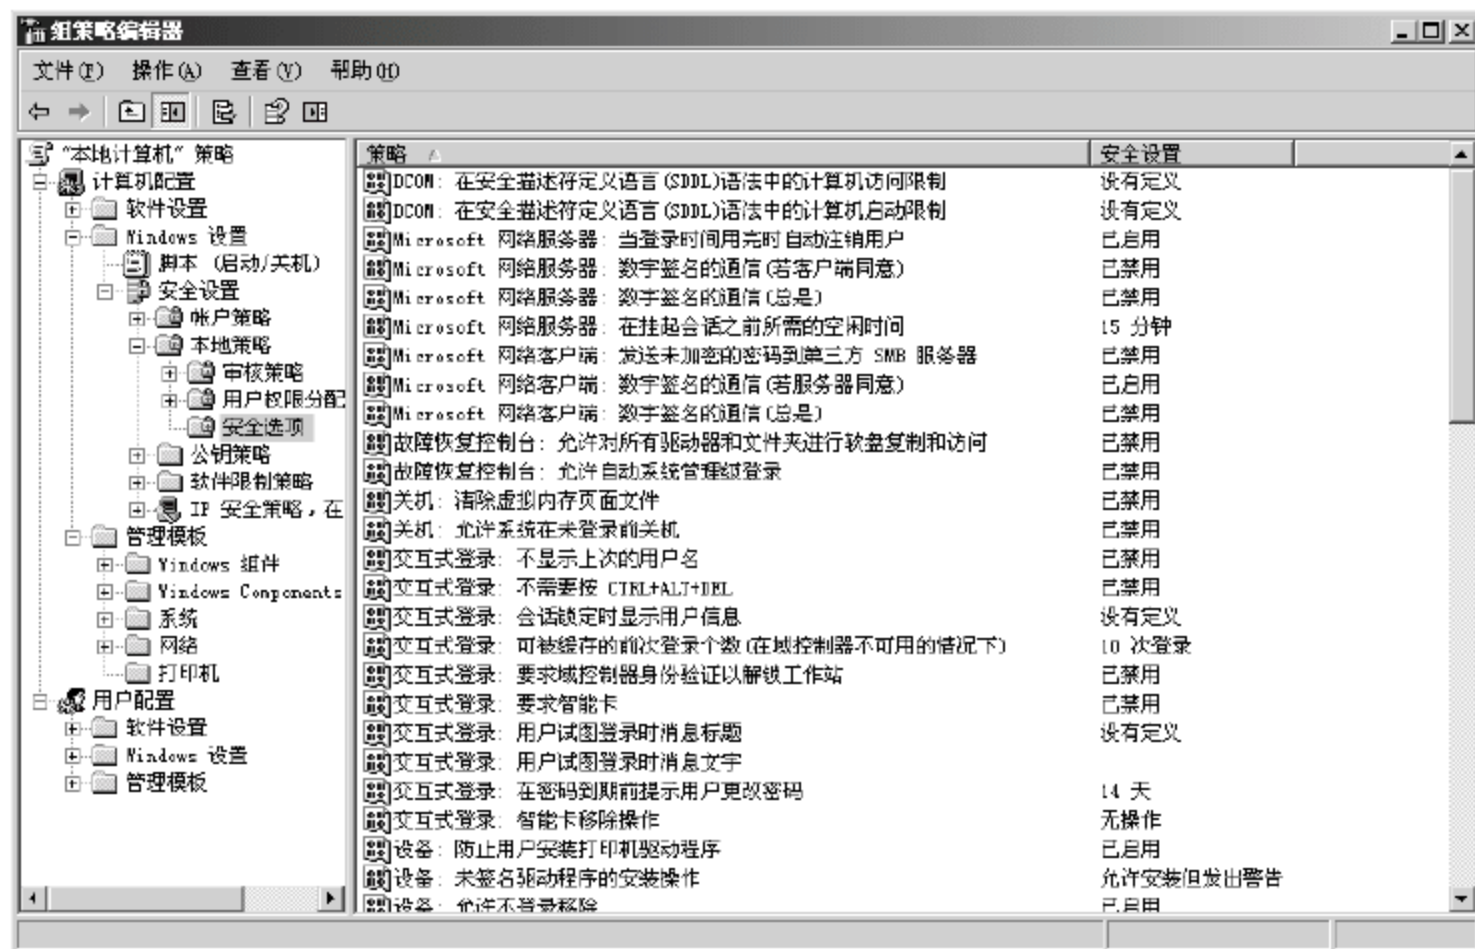 组策略编辑器
文件(F) 操作(A) 查看(V) 帮助(H)
“本地计算机” 策略
计算机配置
软件设置
Windows 设置
脚本 (启动/关机)
安全设置
帐户策略
本地策略
审核策略
用户权限分配
安全选项
公钥策略
软件限制策略
IP 安全策略，在
管理模板
Windows 组件
Windows Components
系统
网络
打印机
用户配置
软件设置
Windows 设置
管理模板
策略 安全设置
DCOM: 在安全描述符定义语言(SDDL)语法中的计算机访问限制 没有定义
DCOM: 在安全描述符定义语言(SDDL)语法中的计算机启动限制 没有定义
Microsoft 网络服务器: 当登录时间用完时自动注销用户 已启用
Microsoft 网络服务器: 数字签名的通信(若客户端同意) 已禁用
Microsoft 网络服务器: 数字签名的通信(总是) 已禁用
Microsoft 网络服务器: 在挂起会话之前所需的空闲时间 15 分钟
Microsoft 网络客户端: 发送未加密的密码到第三方 SMB 服务器 已禁用
Microsoft 网络客户端: 数字签名的通信(若服务器同意) 已启用
Microsoft 网络客户端: 数字签名的通信(总是) 已禁用
故障恢复控制台: 允许对所有驱动器和文件夹进行软盘复制和访问 已禁用
故障恢复控制台: 允许自动系统管理级登录 已禁用
关机: 清除虚拟内存页面文件 已禁用
关机: 允许系统在未登录前关机 已禁用
交互式登录: 不显示上次的用户名 已禁用
交互式登录: 不需要按 CTRL+ALT+DEL 已禁用
交互式登录: 会话锁定时显示用户信息 没有定义
交互式登录: 可被缓存的前次登录个数(在域控制器不可用的情况下) 10 次登录
交互式登录: 要求域控制器身份验证以解锁工作站 已禁用
交互式登录: 要求智能卡 已禁用
交互式登录: 用户试图登录时消息标题 没有定义
交互式登录: 用户试图登录时消息文字
交互式登录: 在密码到期前提示用户更改密码 14 天
交互式登录: 智能卡移除操作 无操作
设备: 防止用户安装打印机驱动程序 已启用
设备: 未签名驱动程序的安装操作 允许安装但发出警告
设备: 允许不登录移除 已启用